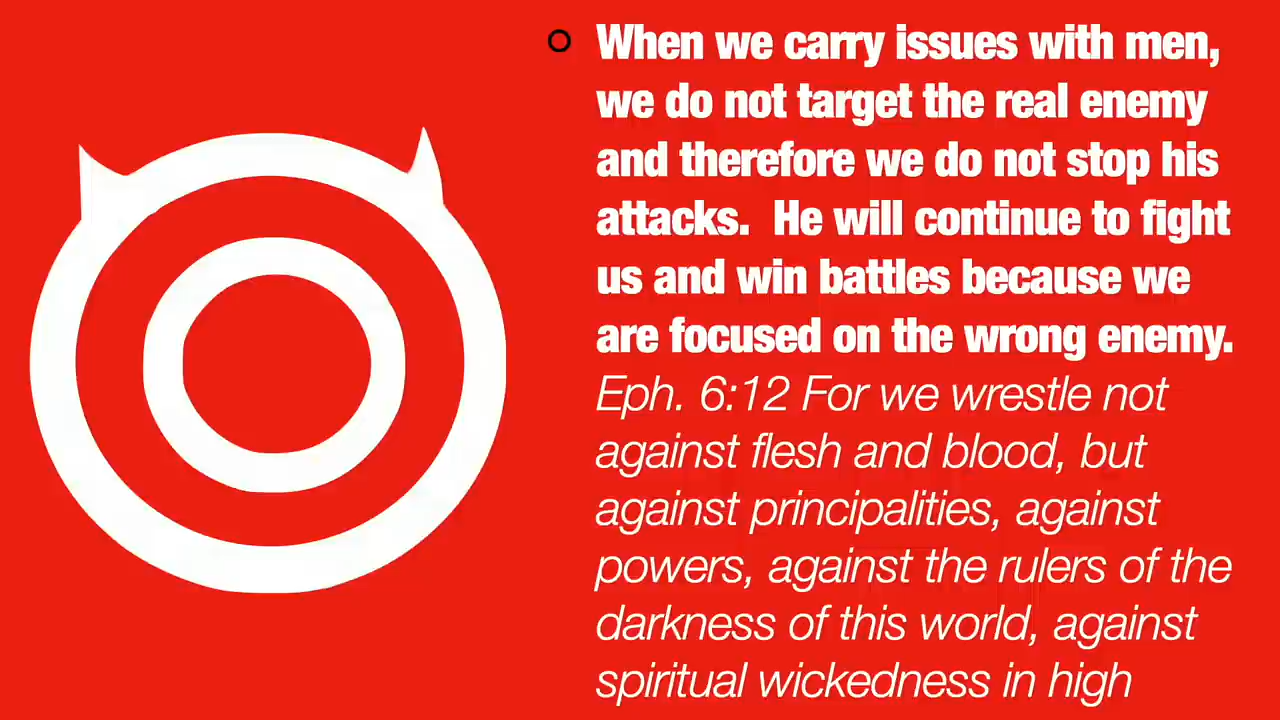 When we carry issues with men,
we do not target the real enemy
and therefore we do not stop his
attacks.  He will continue to fight
us and win battles because we
are focused on the wrong enemy.
Eph. 6:12 For we wrestle not
against flesh and blood, but
against principalities, against
powers, against the rulers of the
darkness of this world, against
spiritual wickedness in high